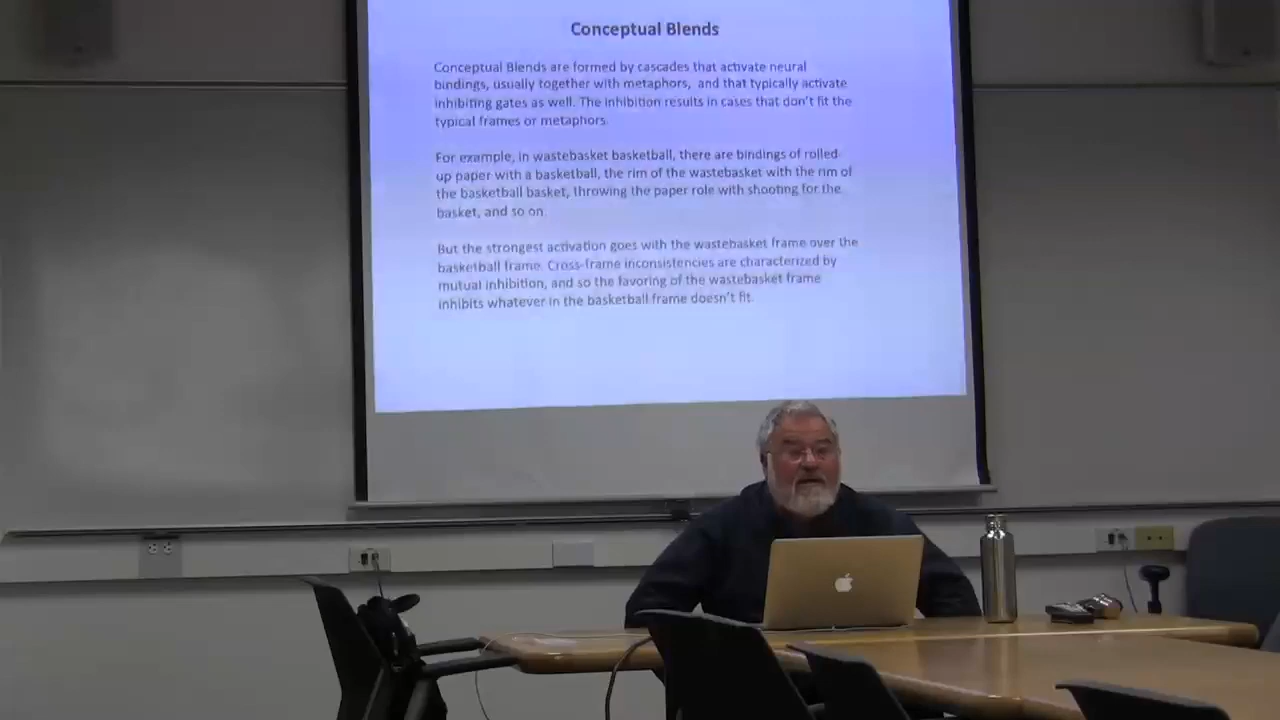 Conceptual Blends
Conceptual Blends are formed by cascades that activate neural
bindings, usually together with metaphors, and that typically activate
inhibiting gates as well. The inhibition results in cases that don't fit the
typical frames or metaphors.
For example, in wastebasket basketball, there are bindings of rolled
up paper with a basketball, the rim of the wastebasket with the rim of
the basketball basket, throwing the paper role with shooting for the
basket, and so on.
But the strongest activation goes with the wastebasket frame over the
basketball frame. Cross-frame inconsistencies are characterized by
mutual inhibition, and so the favoring of the wastebasket frame
inhibits whatever in the basketball frame doesn't fit.